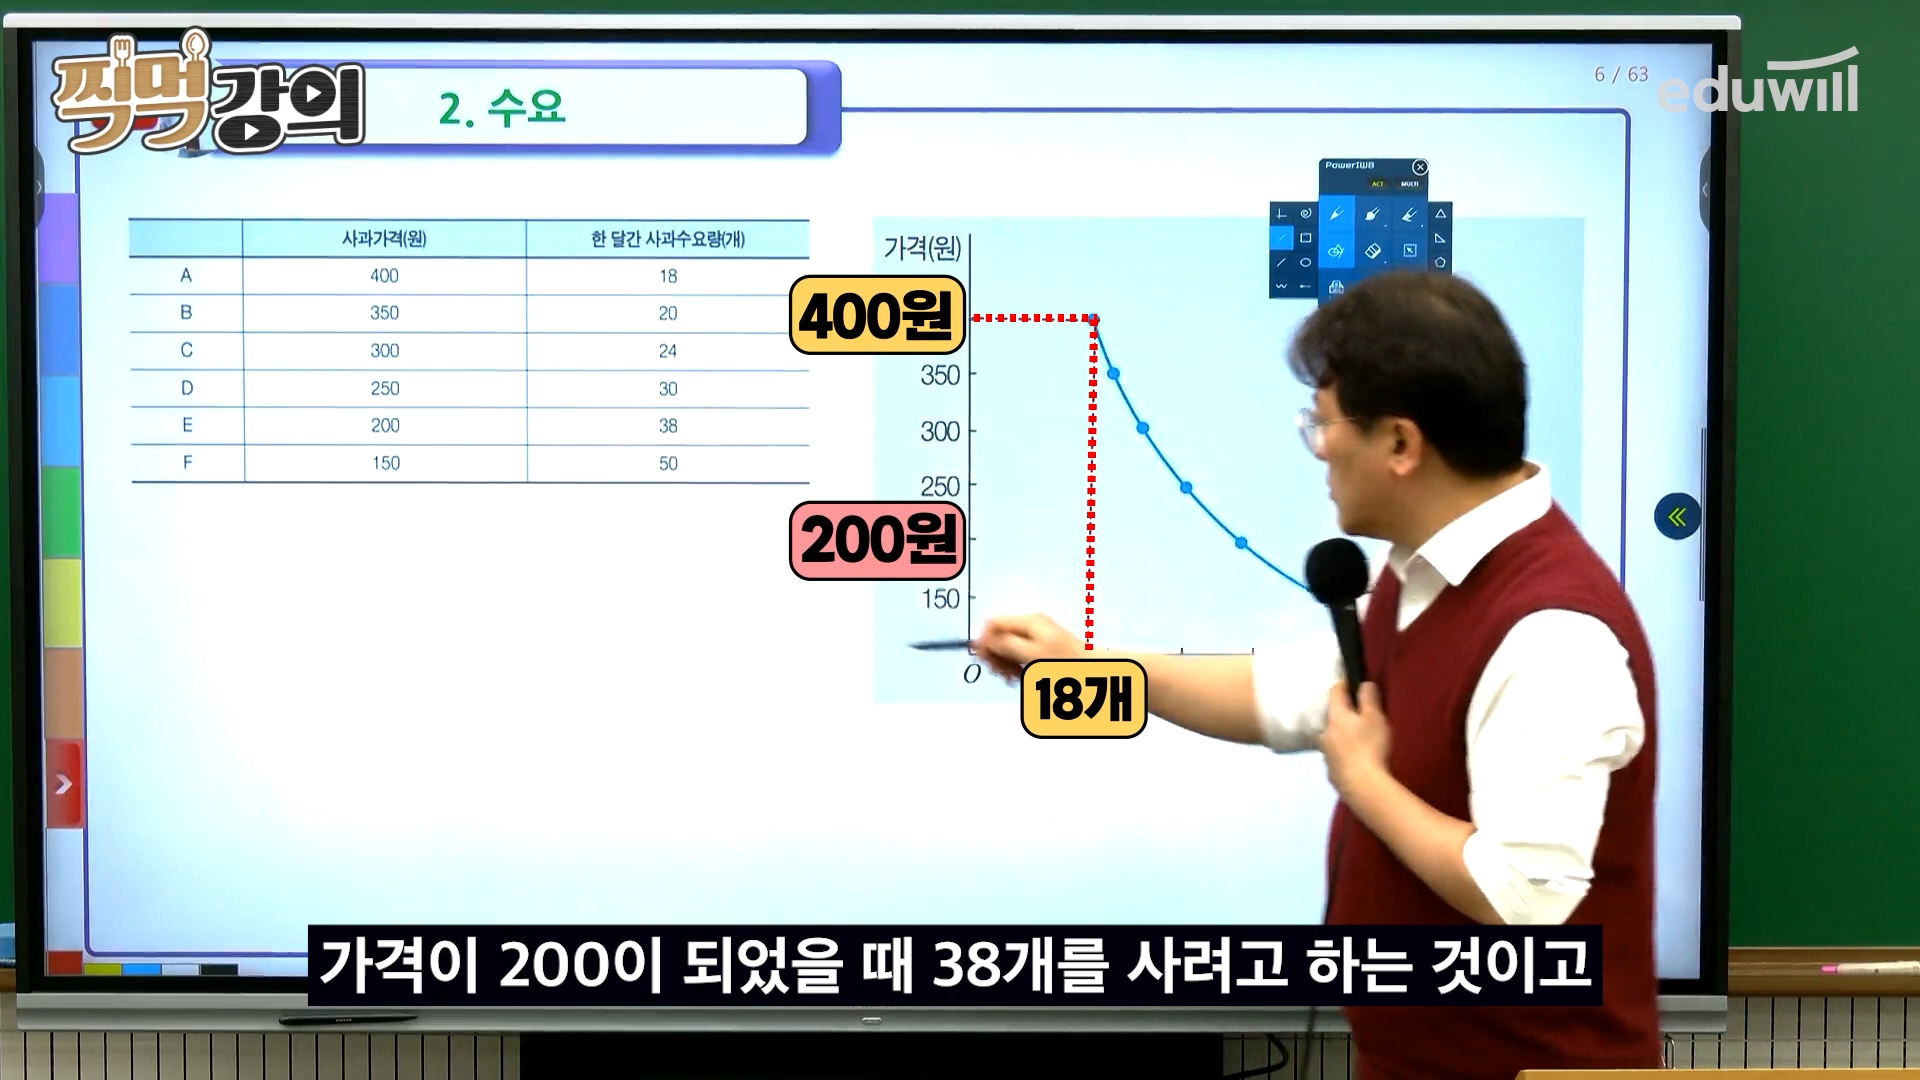 찍먹
강의
2. 수요
6 / 63
eduwill
PowerIWB
ACT MULTI
사과가격(원) 한 달간 사과수요량(개)
A 400 18
B 350 20
C 300 24
D 250 30
E 200 38
F 150 50
가격(원)
400원
350
300
250
200원
150
O
18개
가격이 200이 되었을 때 38개를 사려고 하는 것이고